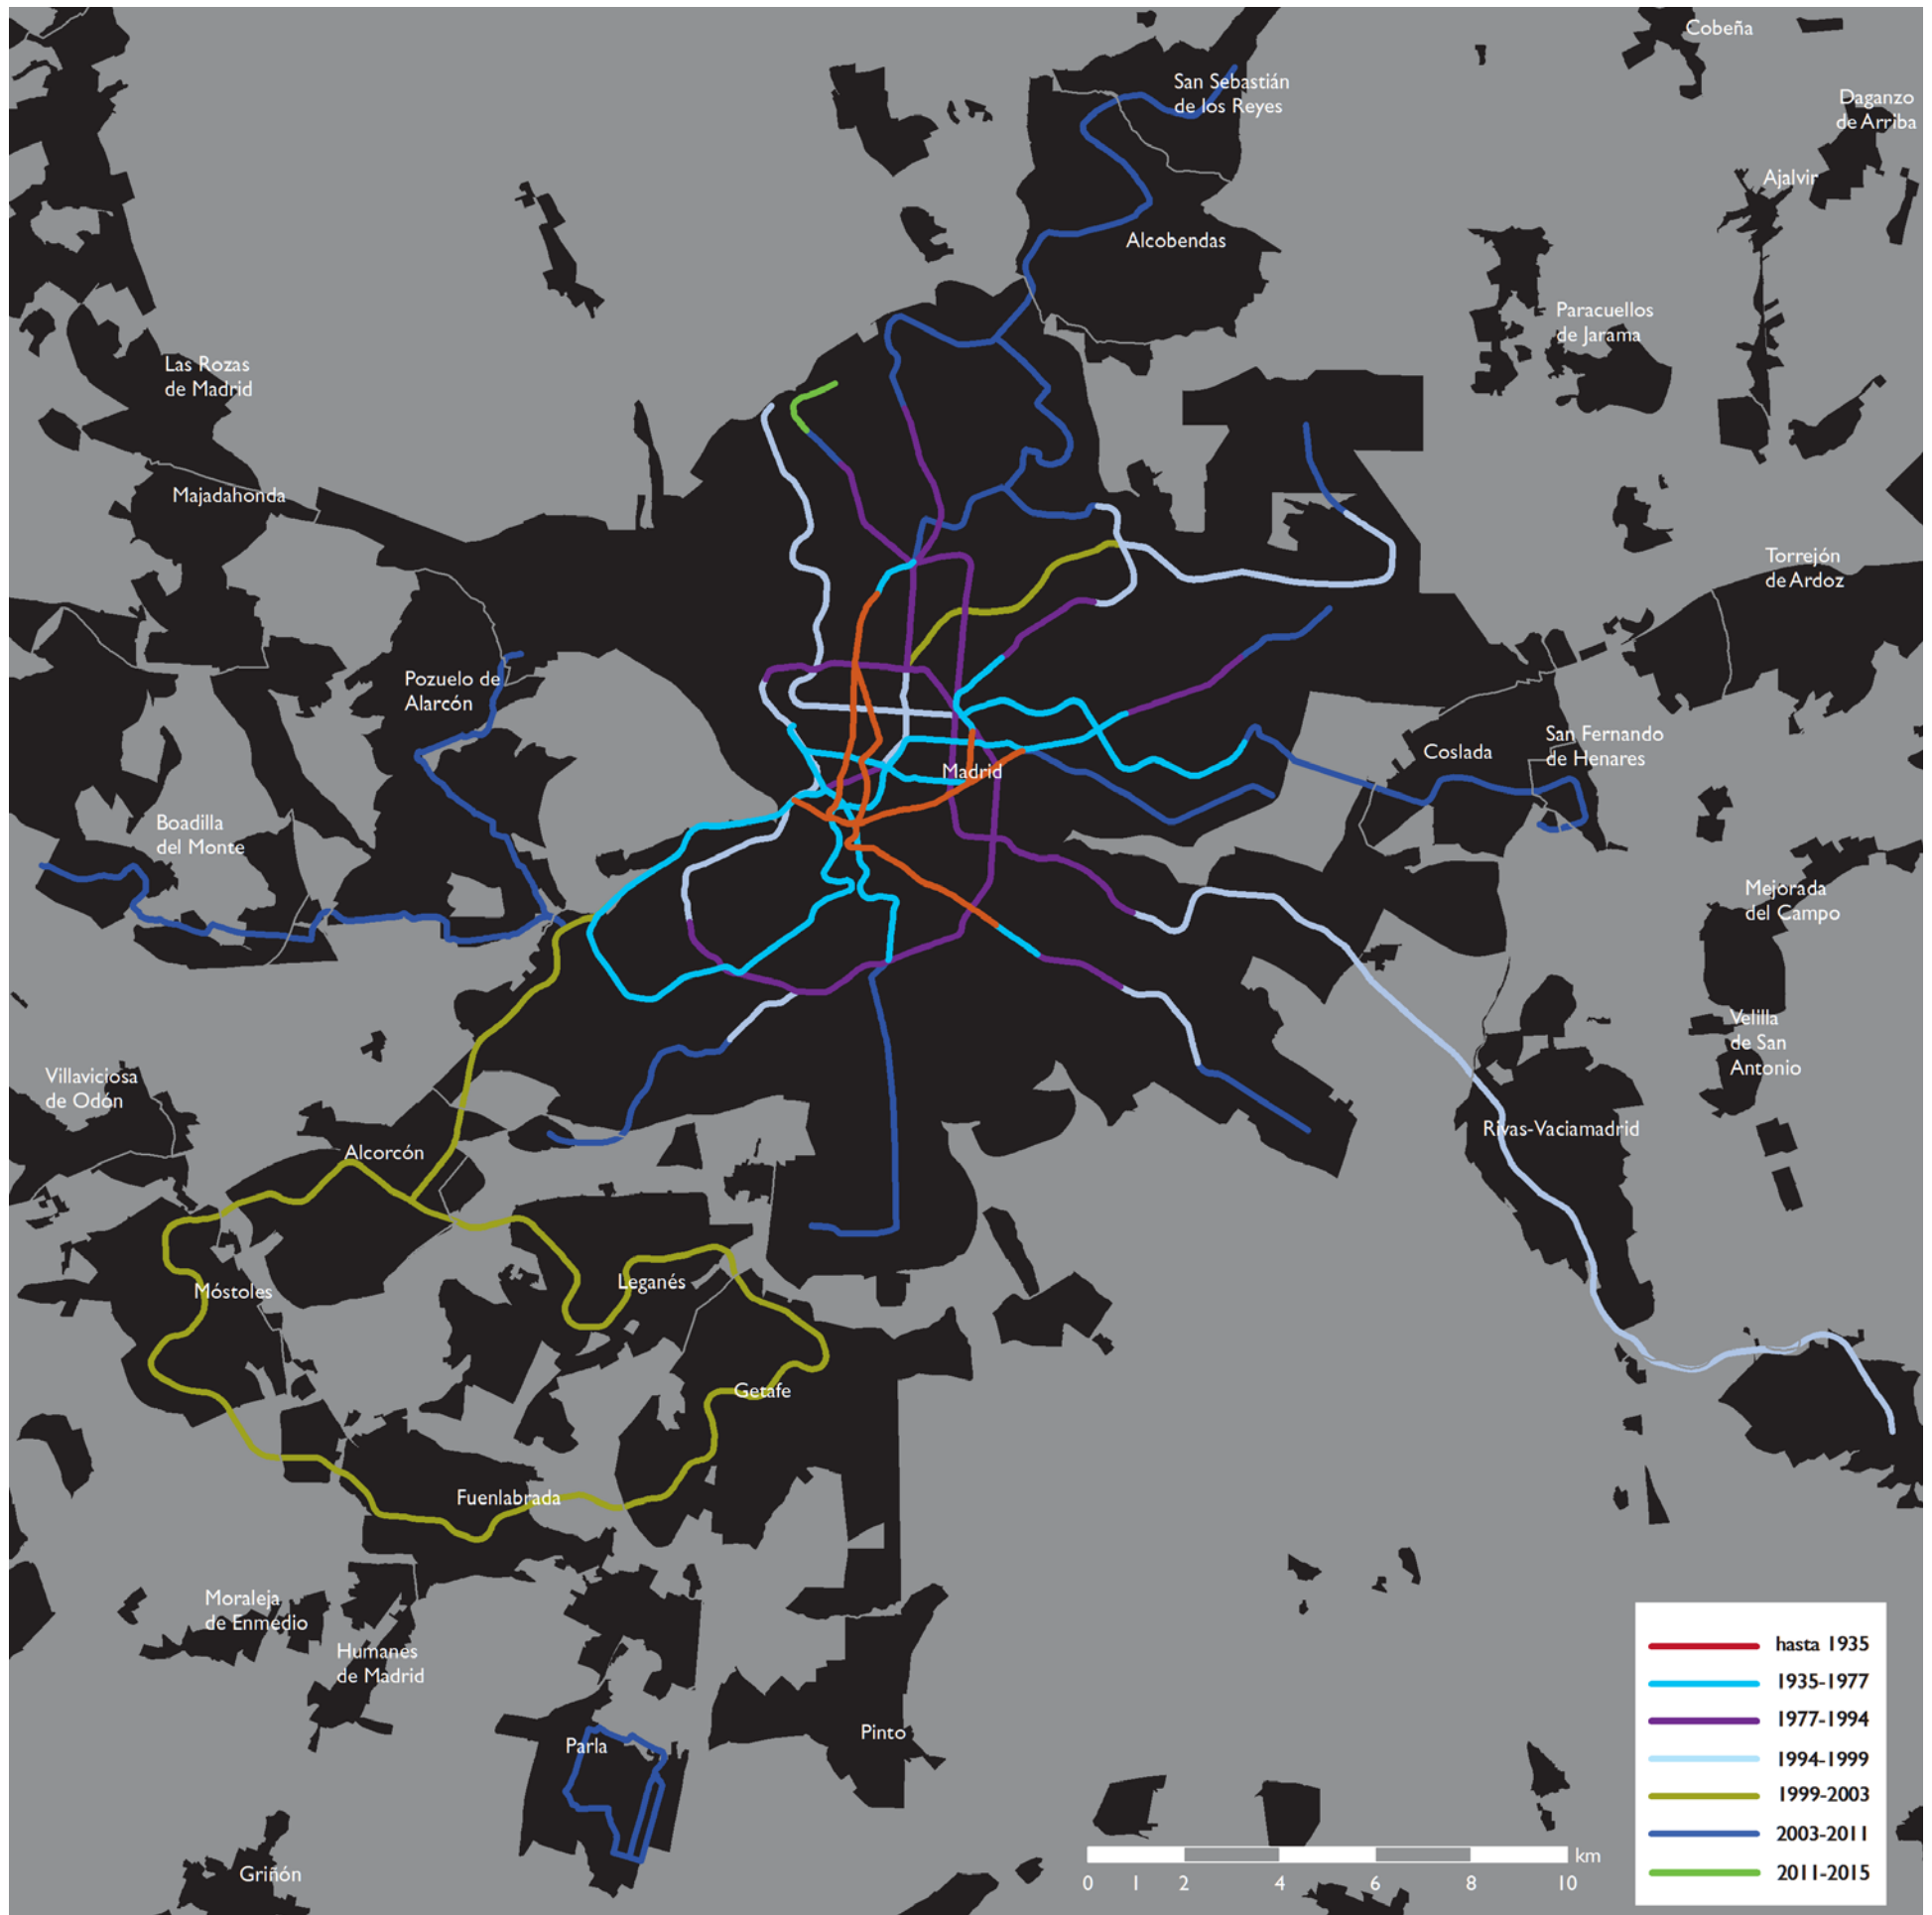 Cobeña
San Sebastián
de los Reyes
Daganzo
de Arriba
Ajalvir
Alcobendas
Paracuellos
de Jarama
Las Rozas
de Madrid
Majadahonda
Torrejón
de Ardoz
Pozuelo de
Alarcón
San Fernando
de Henares
Coslada
Madrid
Boadilla
del Monte
Mejorada
del Campo
Velilla
de San
Antonio
Villaviciosa
de Odón
Rivas-Vaciamadrid
Alcorcón
Leganés
Móstoles
Getafe
Fuenlabrada
Moraleja
de Enmedio
Humanes
de Madrid
Parla
Pinto
Griñón
hasta 1935
1935-1977
1977-1994
1994-1999
1999-2003
2003-2011
2011-2015
km
0 1 2 4 6 8 10